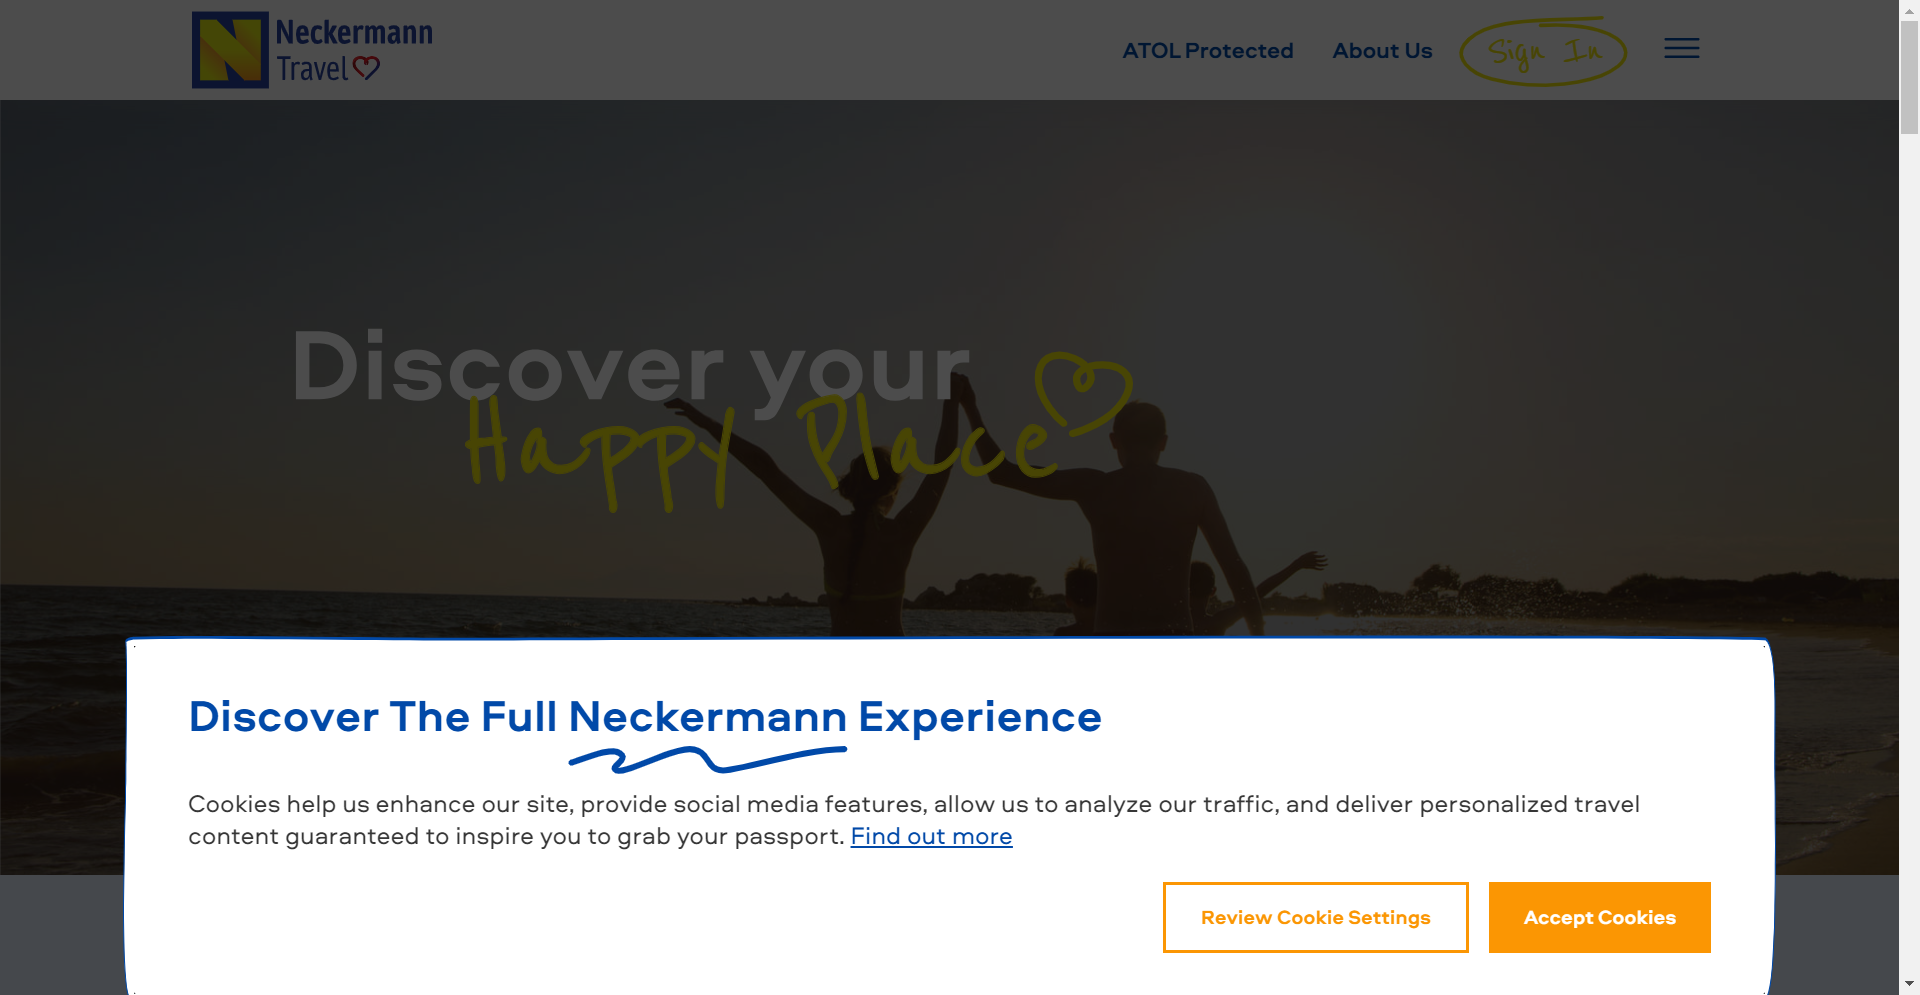 Neckermann
Travel
ATOL Protected
About Us
Sign In
Discover your
Happy Place
Discover The Full Neckermann Experience
Cookies help us enhance our site, provide social media features, allow us to analyze our traffic, and deliver personalized travel
content guaranteed to inspire you to grab your passport. Find out more
Review Cookie Settings
Accept Cookies